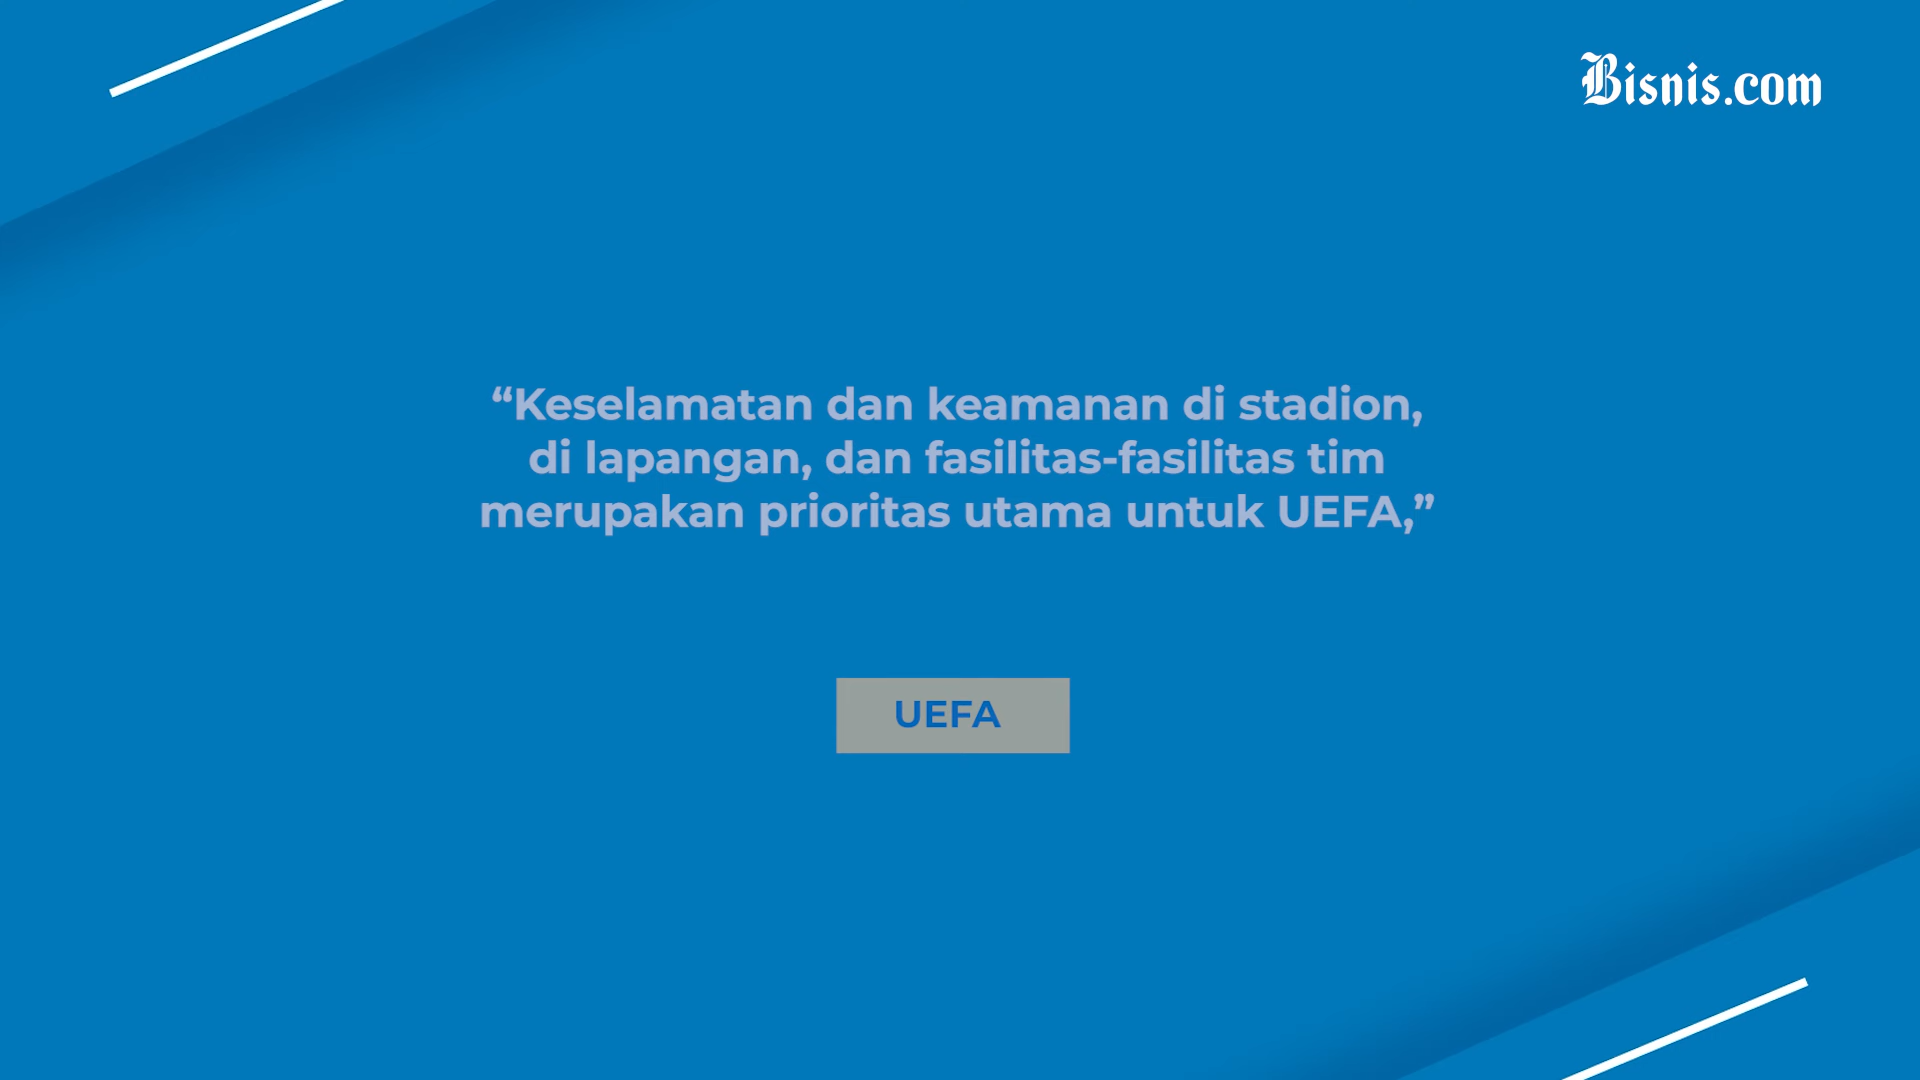 Bisnis.com
“Keselamatan dan keamanan di stadion,
di lapangan, dan fasilitas-fasilitas tim
merupakan prioritas utama untuk UEFA,”
UEFA